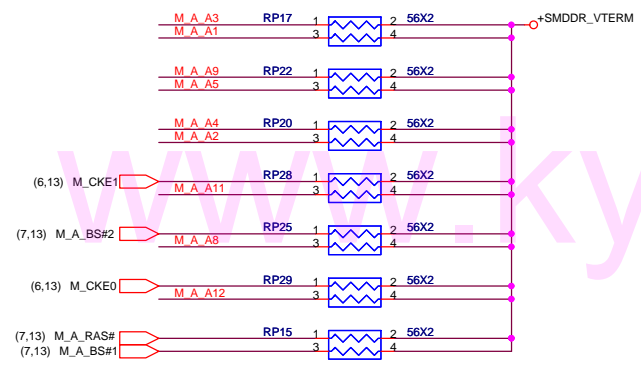 M_A_A3 RP17 1 2 56X2 +SMDDR_VTERM
M_A_A1 3 4
M_A_A9 RP22 1 2 56X2
M_A_A5 3 4
M_A_A4 RP20 1 2 56X2
M_A_A2 3 4
(6,13) M_CKE1 RP28 1 2 56X2
M_A_A11 3 4
(7,13) M_A_BS#2 RP25 1 2 56X2
M_A_A8 3 4
(6,13) M_CKE0 RP29 1 2 56X2
M_A_A12 3 4
(7,13) M_A_RAS# RP15 1 2 56X2
(7,13) M_A_BS#1 3 4
www.ky